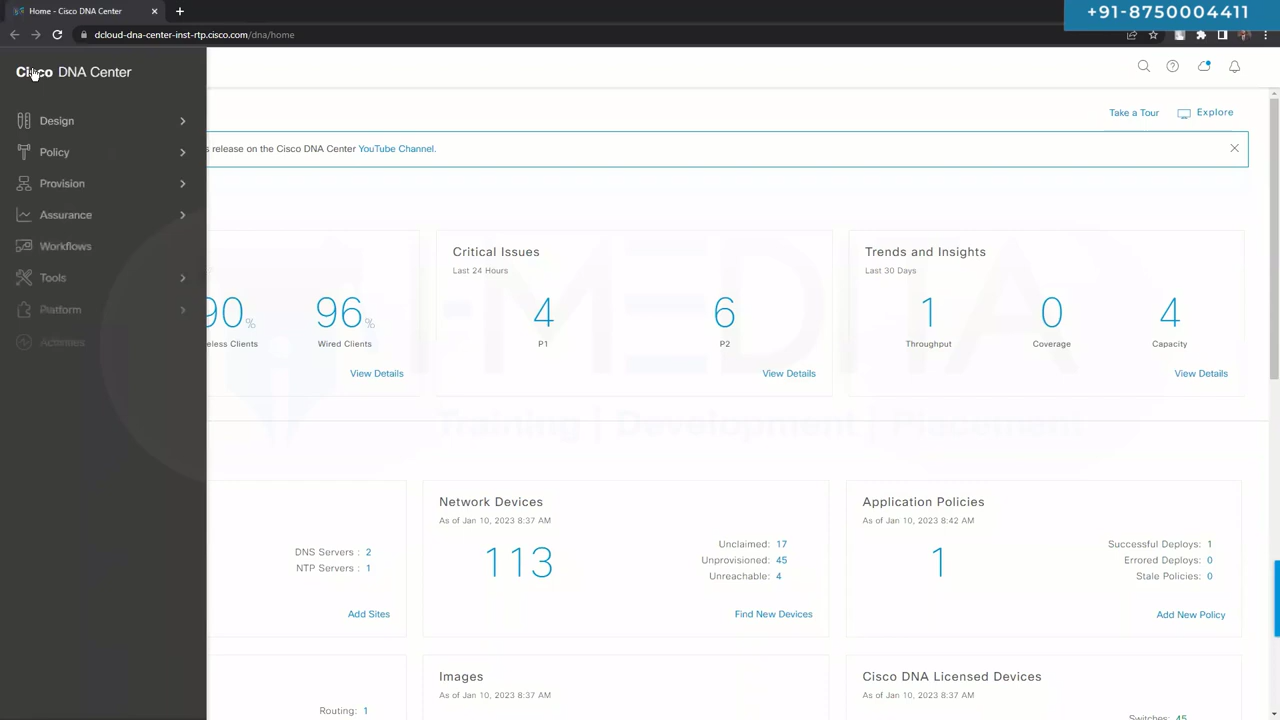 Home - Cisco DNA Center
+91-8750004411
dcloud-dna-center-inst-rtp.cisco.com/dna/home
Cisco DNA Center
Design
Policy
Provision
Assurance
Workflows
Tools
Platform
Activities
Take a Tour
Explore
s release on the Cisco DNA Center YouTube Channel.
90%
96%
eless Clients
Wired Clients
View Details
Critical Issues
Last 24 Hours
4
6
P1
P2
View Details
Trends and Insights
Last 30 Days
1
0
4
Throughput
Coverage
Capacity
View Details
Training | Development | Placement
DNS Servers : 2
NTP Servers : 1
Add Sites
Network Devices
As of Jan 10, 2023 8:37 AM
113
Unclaimed: 17
Unprovisioned: 45
Unreachable: 4
Find New Devices
Application Policies
As of Jan 10, 2023 8:42 AM
1
Successful Deploys: 1
Errored Deploys: 0
Stale Policies: 0
Add New Policy
Routing: 1
Images
As of Jan 10, 2023 8:37 AM
Cisco DNA Licensed Devices
As of Jan 10, 2023 8:37 AM
Switches: 45